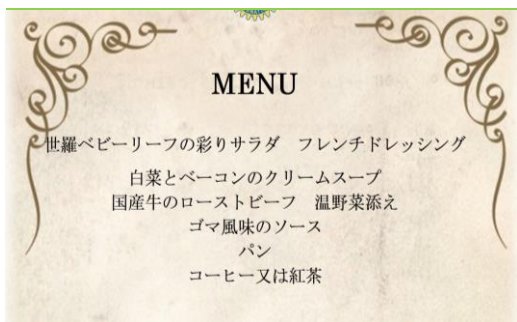 MENU
世羅ベビーリーフの彩りサラダ　フレンチドレッシング
白菜とベーコンのクリームスープ
国産牛のローストビーフ　温野菜添え
ゴマ風味のソース
パン
コーヒー又は紅茶